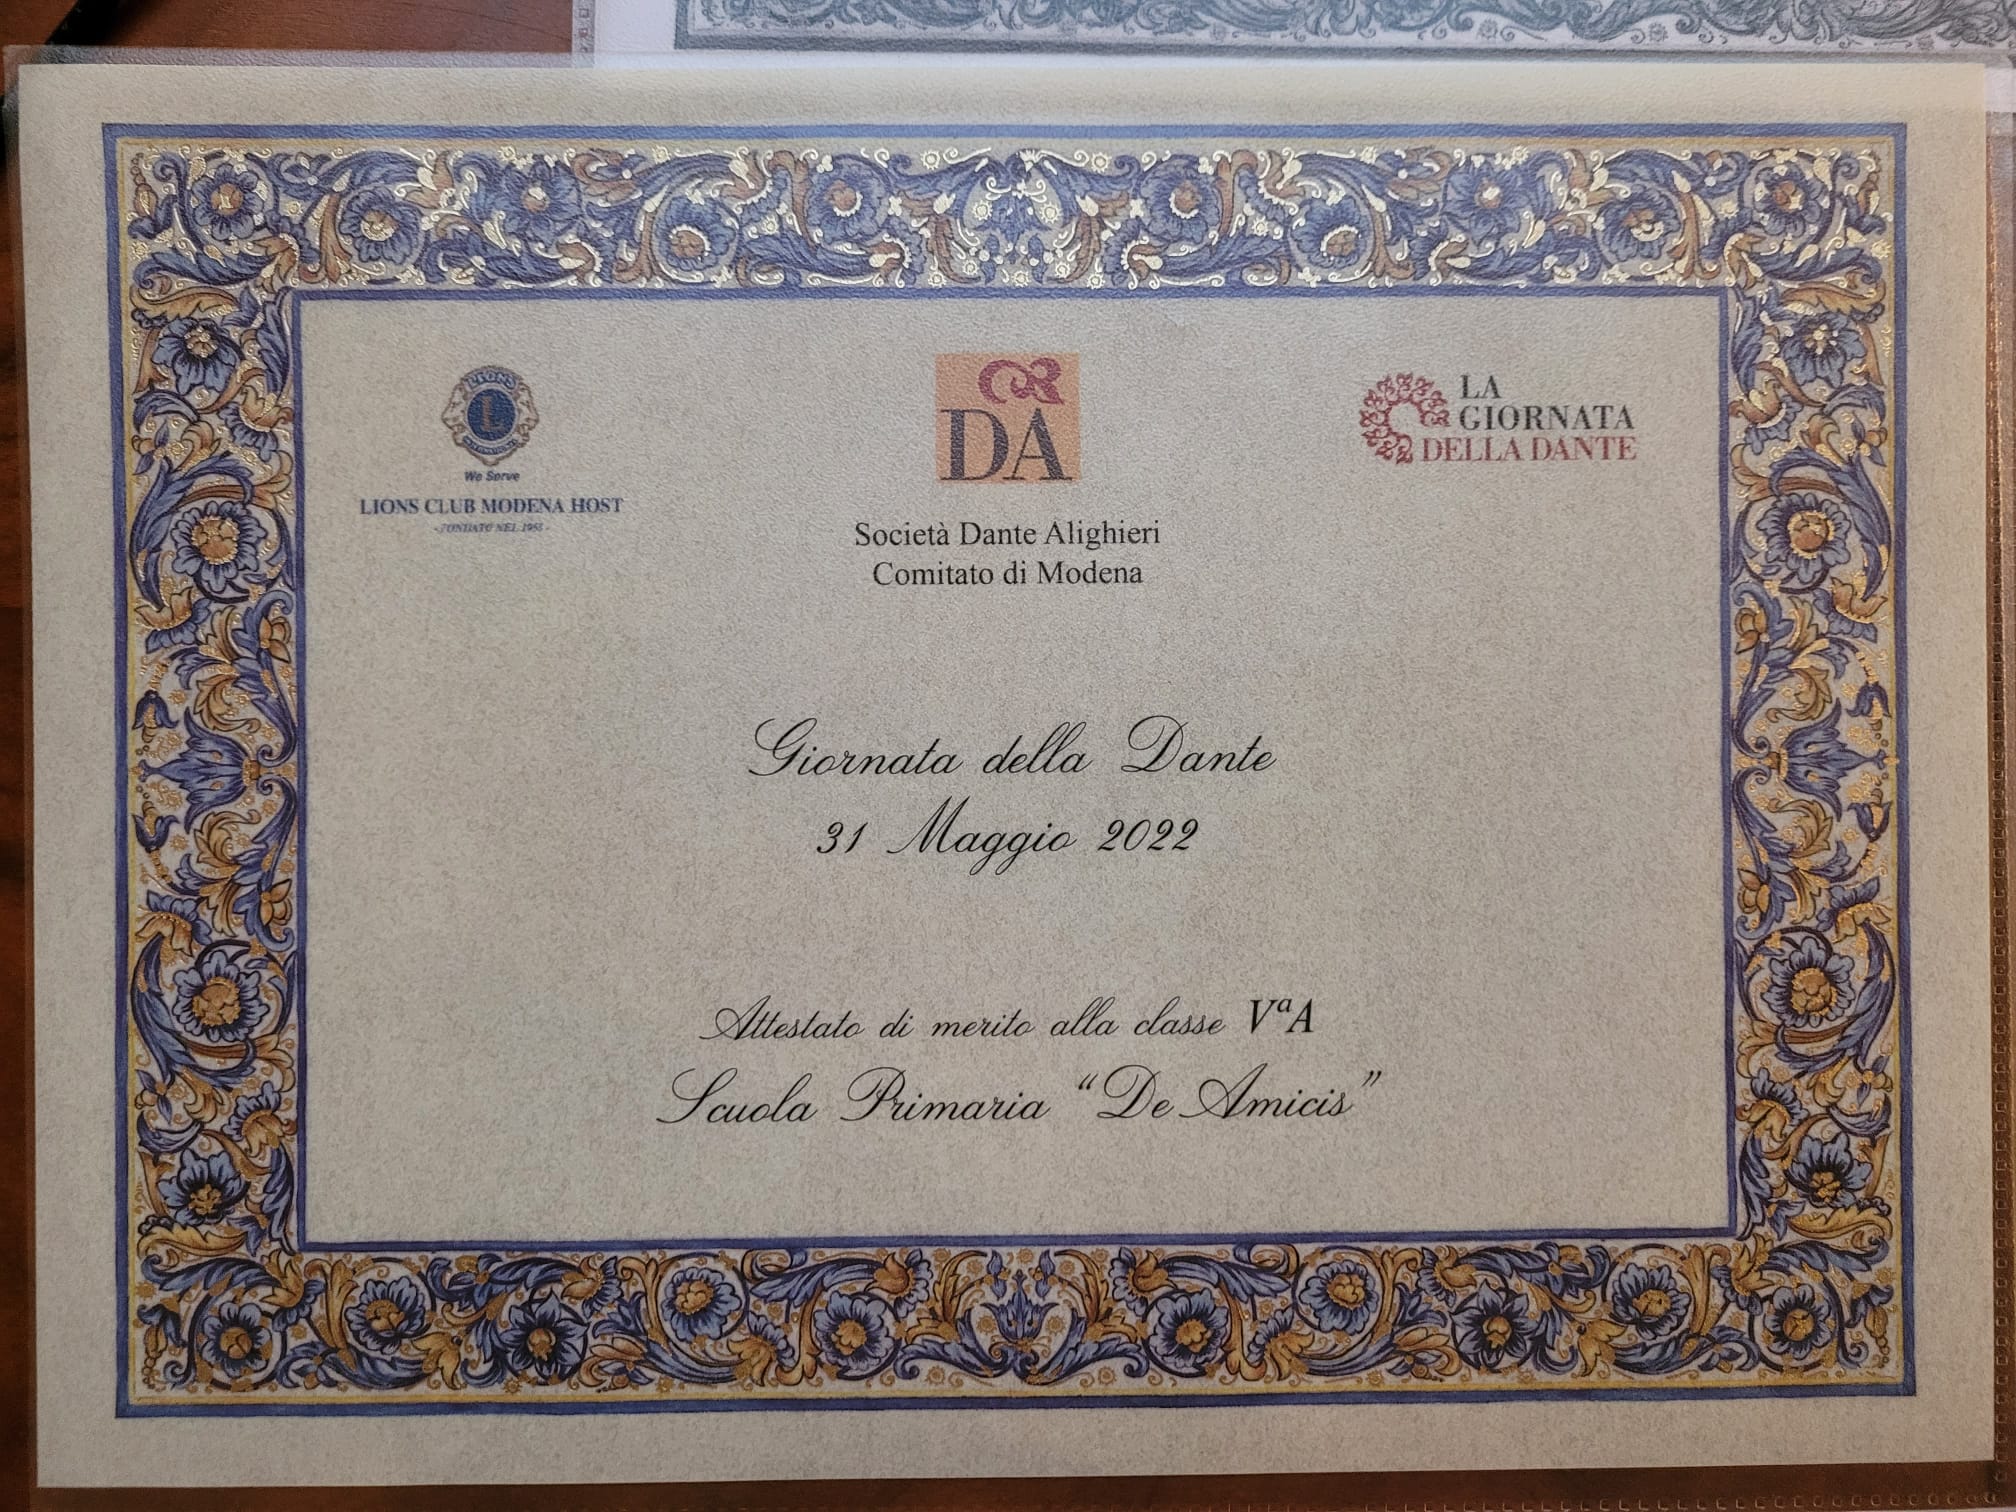 LIONS
L
INTERNATIONAL
We Serve
LIONS CLUB MODENA HOST
DA
Società Dante Alighieri
Comitato di Modena
LA
GIORNATA
DELLA DANTE
Giornata della Dante
31 Maggio 2022
Attestato di merito alla classe VªA
Scuola Primaria “De Amicis”